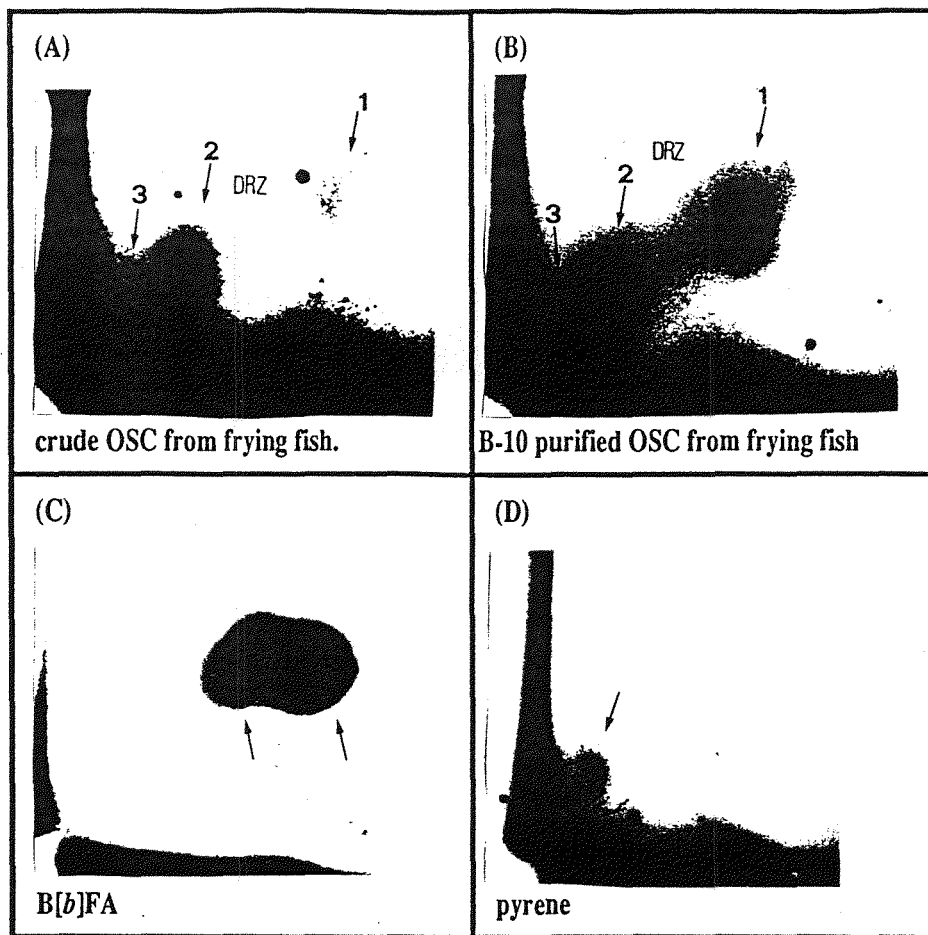 (A)
1
2
DRZ
3
crude OSC from frying fish.
(B)
1
DRZ
2
3
B-10 purified OSC from frying fish
(C)
B[b]FA
(D)
pyrene